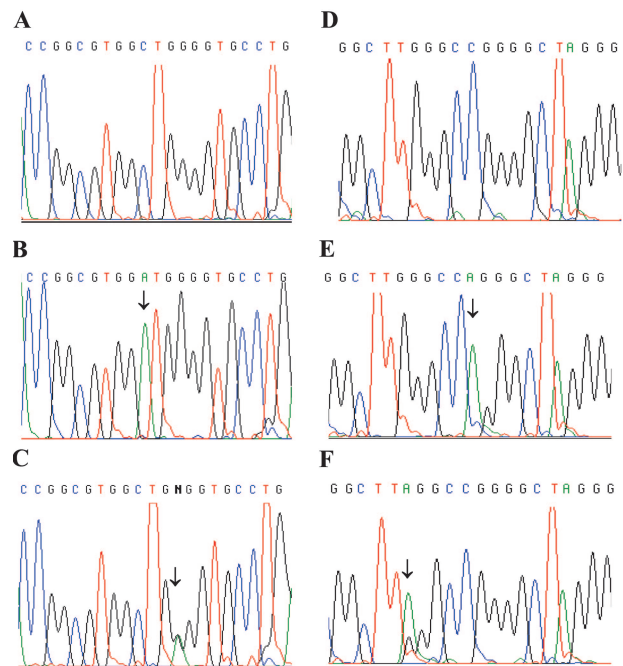 A
C C G G C G T G G C T G G G G T G C C T G
B
C C G G C G T G G A T G G G G T G C C T G
C
C C G G C G T G G C T G N G G T G C C T G
D
G G C T T G G G C C G G G G C T A G G G
E
G G C T T G G G C C A G G G C T A G G G
F
G G C T T A G G C C G G G G C T A G G G